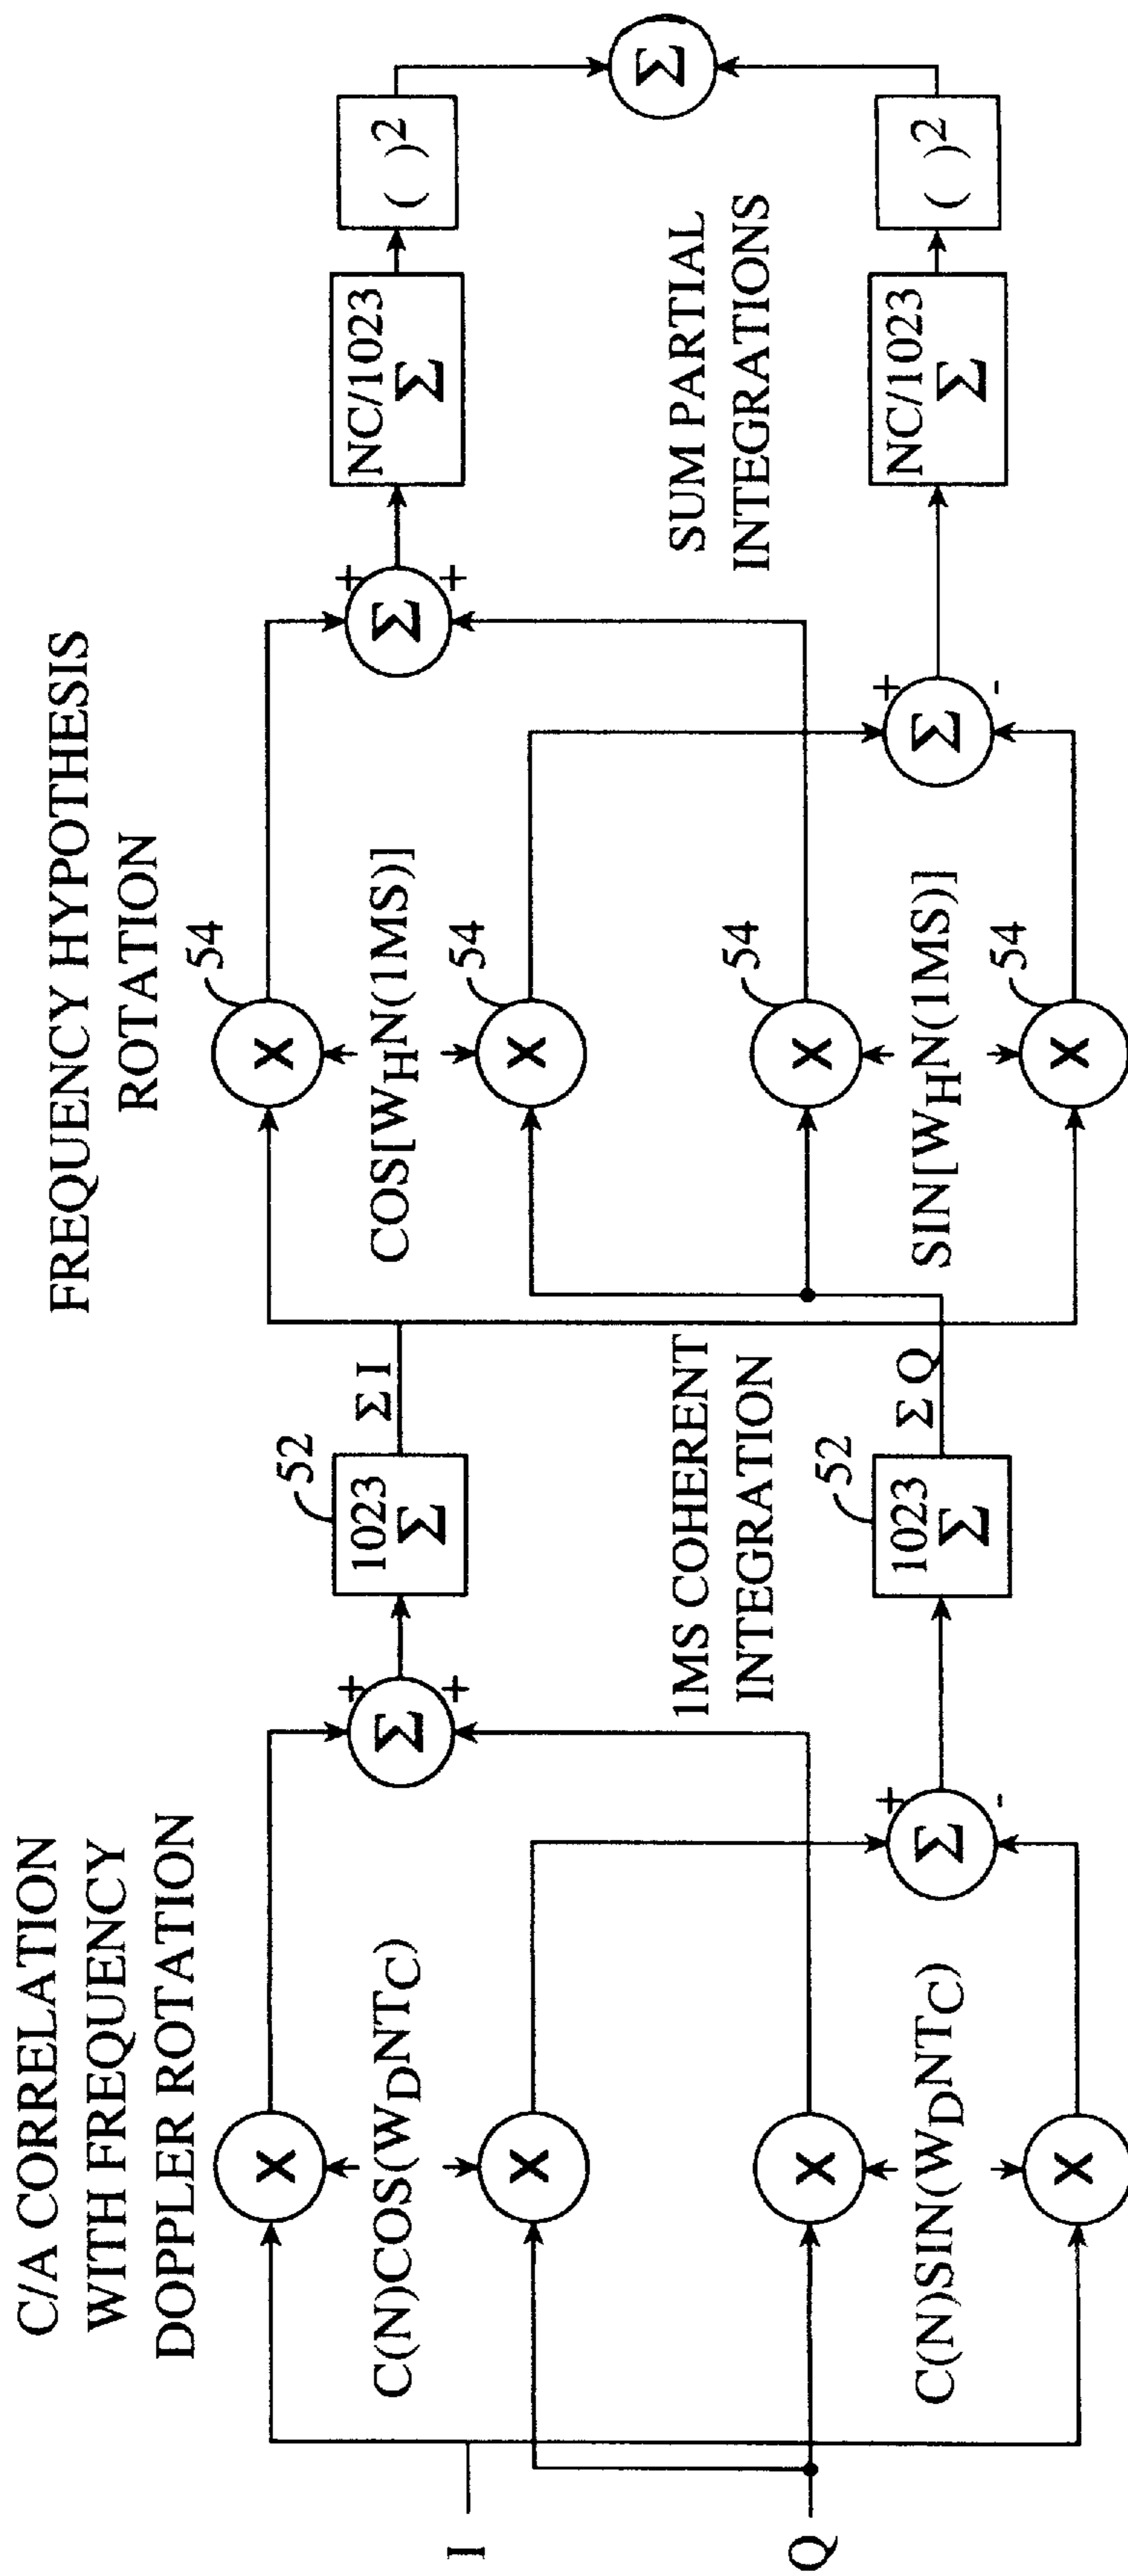 C/A CORRELATION
WITH FREQUENCY
DOPPLER ROTATION
I
Q
X
X
X
X
C(N)COS(W_DNT_C)
C(N)SIN(W_DNT_C)
+
Σ
+
+
Σ
-
52
1023
Σ
Σ I
1MS COHERENT
INTEGRATION
52
1023
Σ
Σ Q
FREQUENCY HYPOTHESIS
ROTATION
X
54
COS[W_HN(1MS)]
X
54
X
54
SIN[W_HN(1MS)]
X
54
+
Σ
+
+
Σ
-
NC/1023
Σ
SUM PARTIAL
INTEGRATIONS
NC/1023
Σ
( )²
( )²
Σ